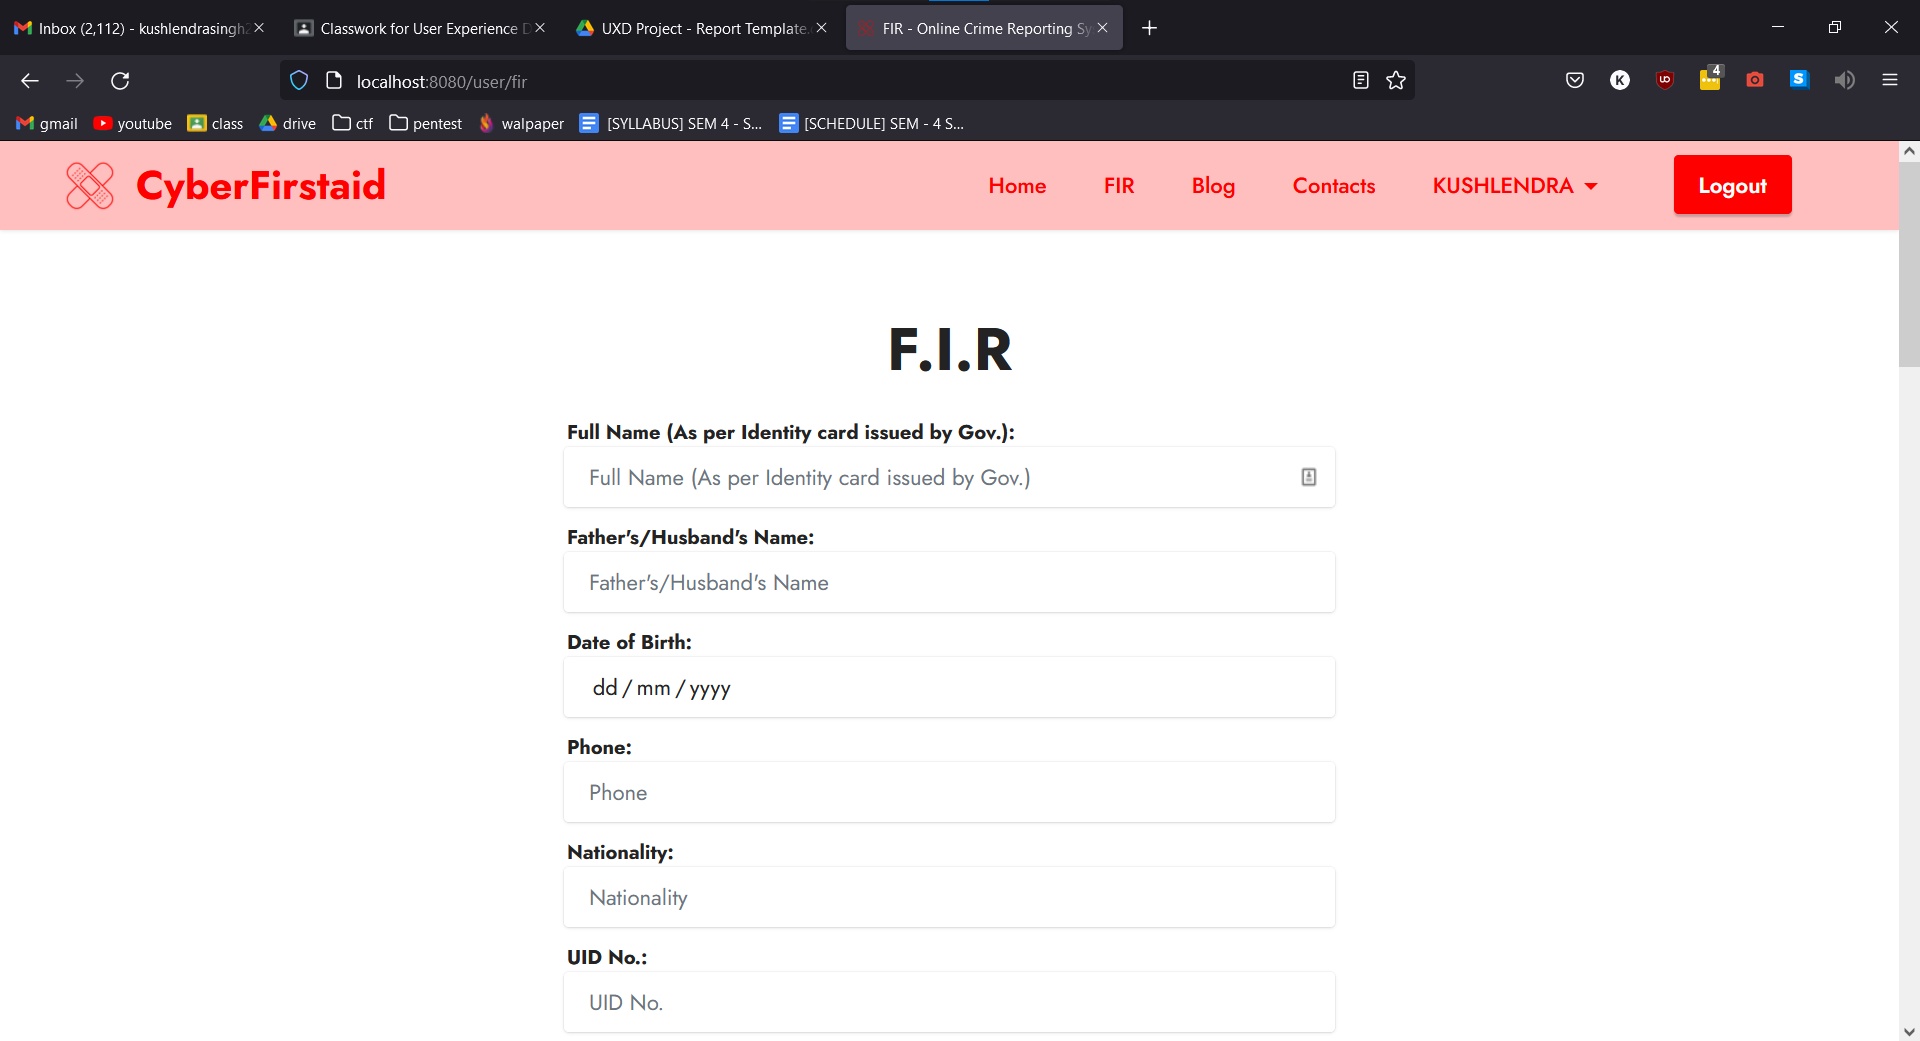 Inbox (2,112) - kushlendrasingh2
Classwork for User Experience D
UXD Project - Report Template.
FIR - Online Crime Reporting Sy
localhost:8080/user/fir
4
K
S
gmail
youtube
class
drive
ctf
pentest
walpaper
[SYLLABUS] SEM 4 - S...
[SCHEDULE] SEM - 4 S...
CyberFirstaid
Home
FIR
Blog
Contacts
KUSHLENDRA
Logout
F.I.R
Full Name (As per Identity card issued by Gov.):
Full Name (As per Identity card issued by Gov.)
Father's/Husband's Name:
Father's/Husband's Name
Date of Birth:
dd / mm / yyyy
Phone:
Phone
Nationality:
Nationality
UID No.:
UID No.